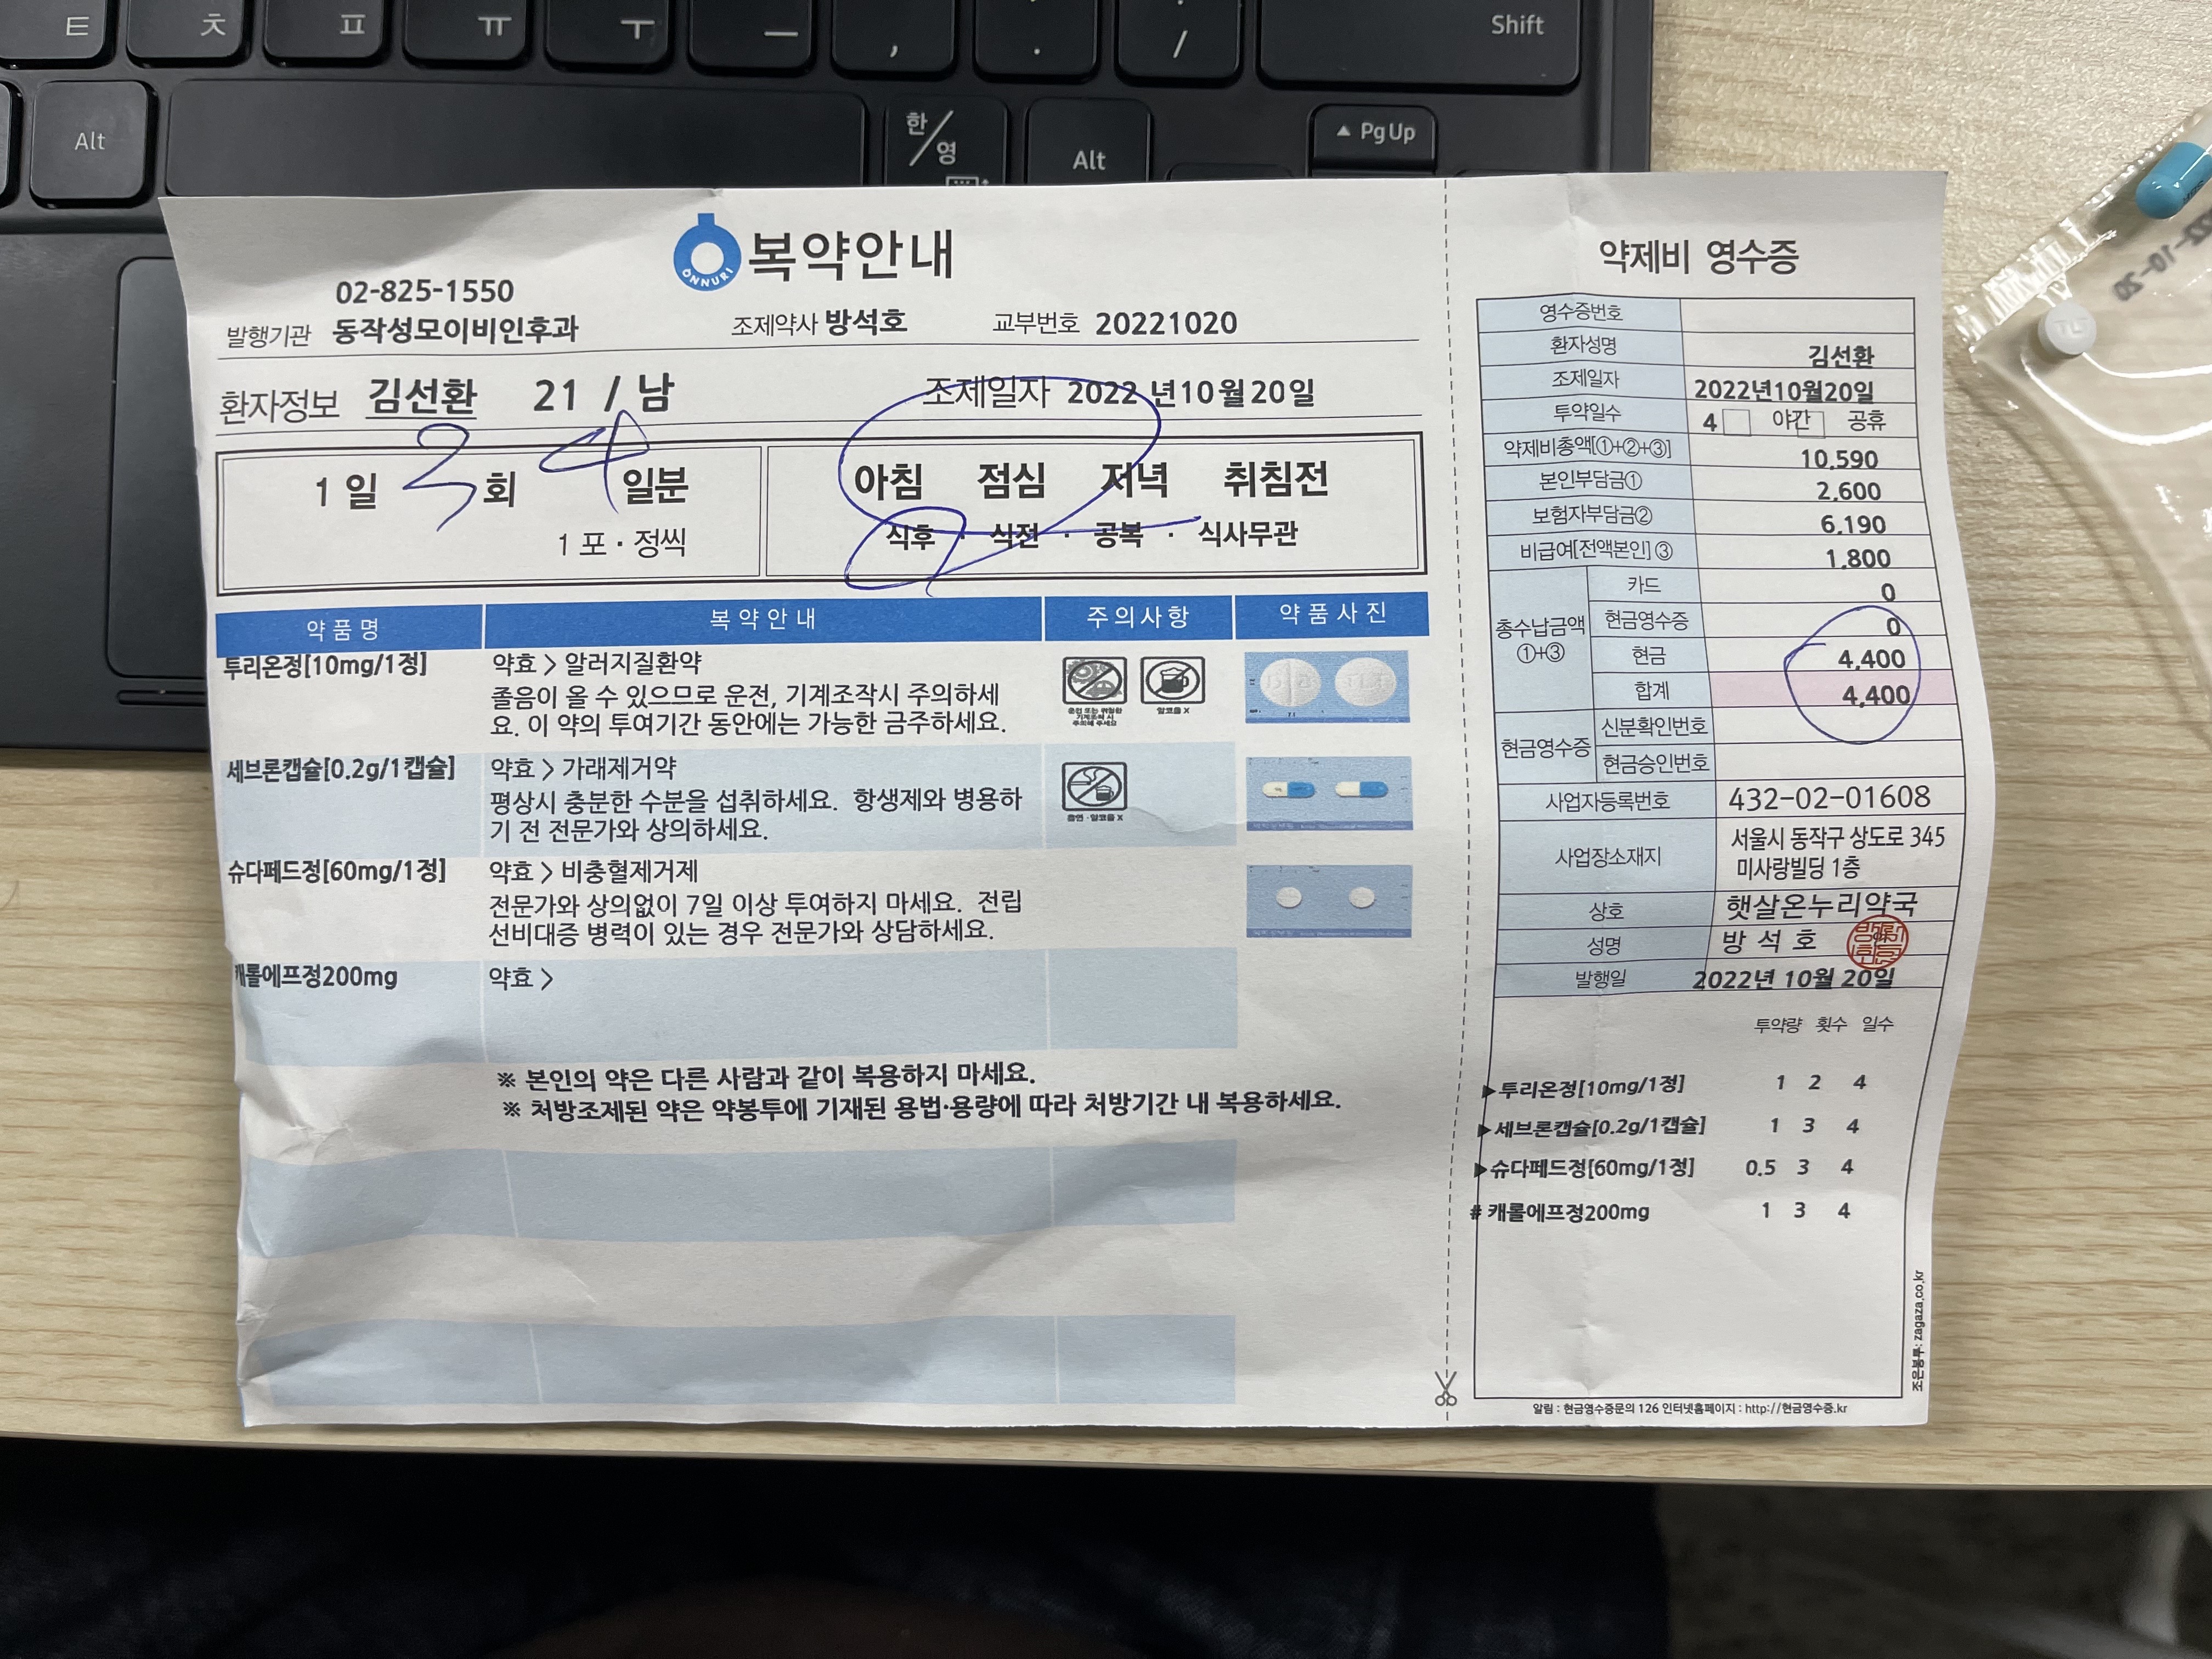 복약안내
ONNURI
02-825-1550
발행기관 동작성모이비인후과 조제약사 방석호 교부번호 20221020
환자정보 김선환 21 / 남 조제일자 2022년10월20일
1일 3 회 4 일분
1 포 · 정씩
아침 점심 저녁 취침전
식후 · 식전 · 공복 · 식사무관
약품명 복약안내 주의사항 약품사진
투리온정[10mg/1정] 약효 > 알러지질환약
졸음이 올 수 있으므로 운전, 기계조작시 주의하세
요. 이 약의 투여기간 동안에는 가능한 금주하세요.
세브론캡슐[0.2g/1캡슐] 약효 > 가래제거약
평상시 충분한 수분을 섭취하세요. 항생제와 병용하
기 전 전문가와 상의하세요.
슈다페드정[60mg/1정] 약효 > 비충혈제거제
전문가와 상의없이 7일 이상 투여하지 마세요. 전립
선비대증 병력이 있는 경우 전문가와 상담하세요.
캐롤에프정200mg 약효 >
※ 본인의 약은 다른 사람과 같이 복용하지 마세요.
※ 처방조제된 약은 약봉투에 기재된 용법·용량에 따라 처방기간 내 복용하세요.
약제비 영수증
영수증번호
환자성명 김선환
조제일자 2022년10월20일
투약일수 4 야간 공휴
약제비총액[①+②+③] 10,590
본인부담금① 2,600
보험자부담금② 6,190
비급여[전액본인] ③ 1,800
총수납금액 ①+③
카드 0
현금영수증 0
현금 4,400
합계 4,400
현금영수증
신분확인번호
현금승인번호
사업자등록번호 432-02-01608
사업장소재지 서울시 동작구 상도로 345
미사랑빌딩 1층
상호 햇살온누리약국
성명 방 석 호
발행일 2022년 10월 20일
투약량 횟수 일수
▶투리온정[10mg/1정] 1 2 4
▶세브론캡슐[0.2g/1캡슐] 1 3 4
▶슈다페드정[60mg/1정] 0.5 3 4
# 캐롤에프정200mg 1 3 4
알림 : 현금영수증문의 126 인터넷홈페이지 : http://현금영수증.kr
조은봉투: zagaza.co.kr
Alt
한/영
Alt
▲ PgUp
Shift
/
.
,
ㅡ
ㅜ
ㅠ
ㅍ
ㅊ
ㅌ